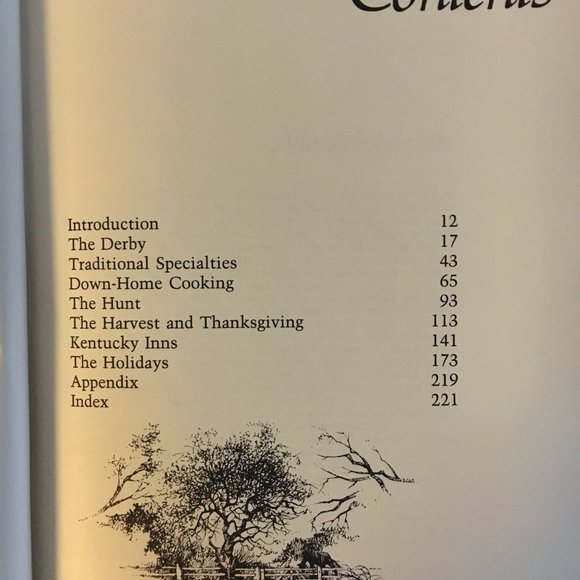 Contents
Introduction 12
The Derby 17
Traditional Specialties 43
Down-Home Cooking 65
The Hunt 93
The Harvest and Thanksgiving 113
Kentucky Inns 141
The Holidays 173
Appendix 219
Index 221